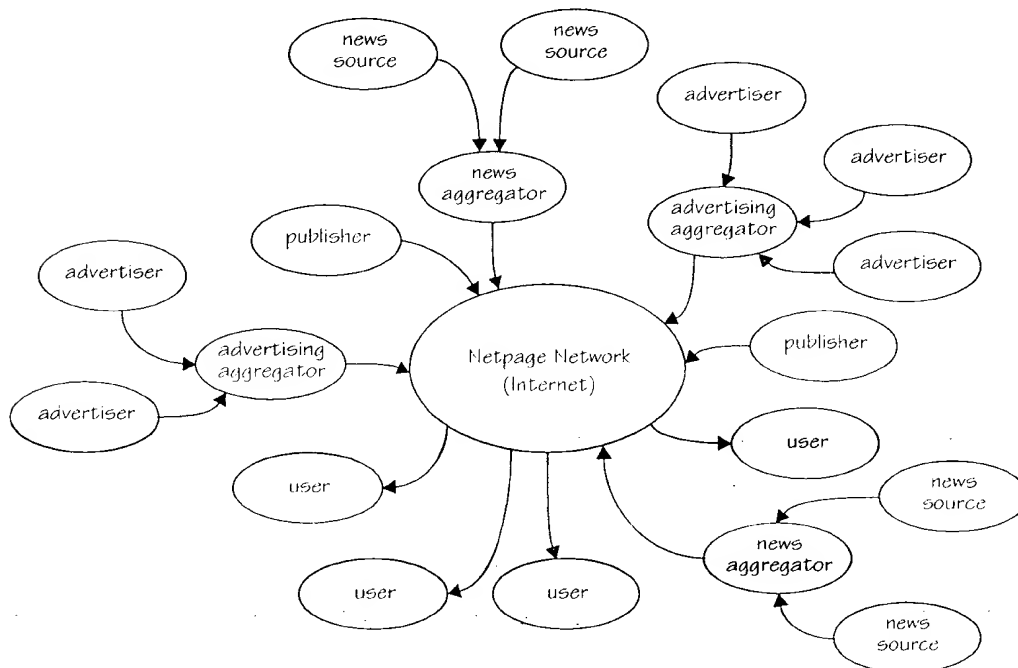 news
source
news
source
advertiser
advertiser
news
aggregator
advertising
aggregator
publisher
advertiser
advertiser
publisher
advertising
aggregator
Netpage Network
(Internet)
advertiser
user
user
news
source
news
aggregator
user
user
news
source